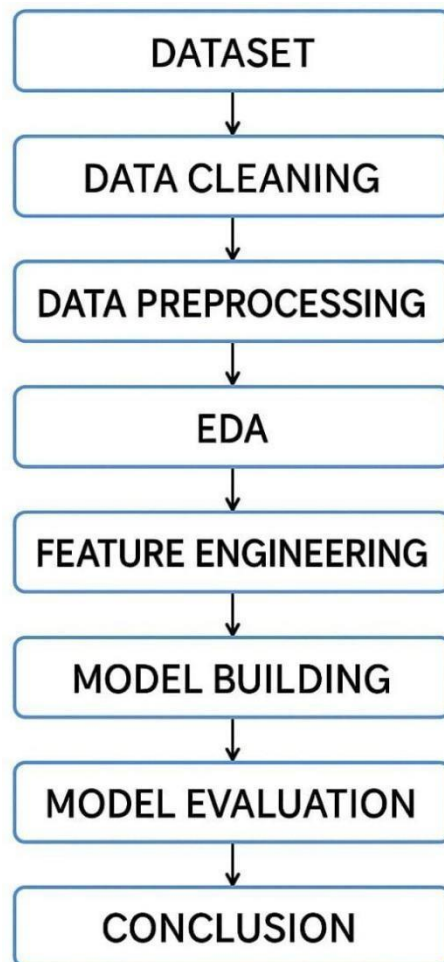 DATASET
DATA CLEANING
DATA PREPROCESSING
EDA
FEATURE ENGINEERING
MODEL BUILDING
MODEL EVALUATION
CONCLUSION